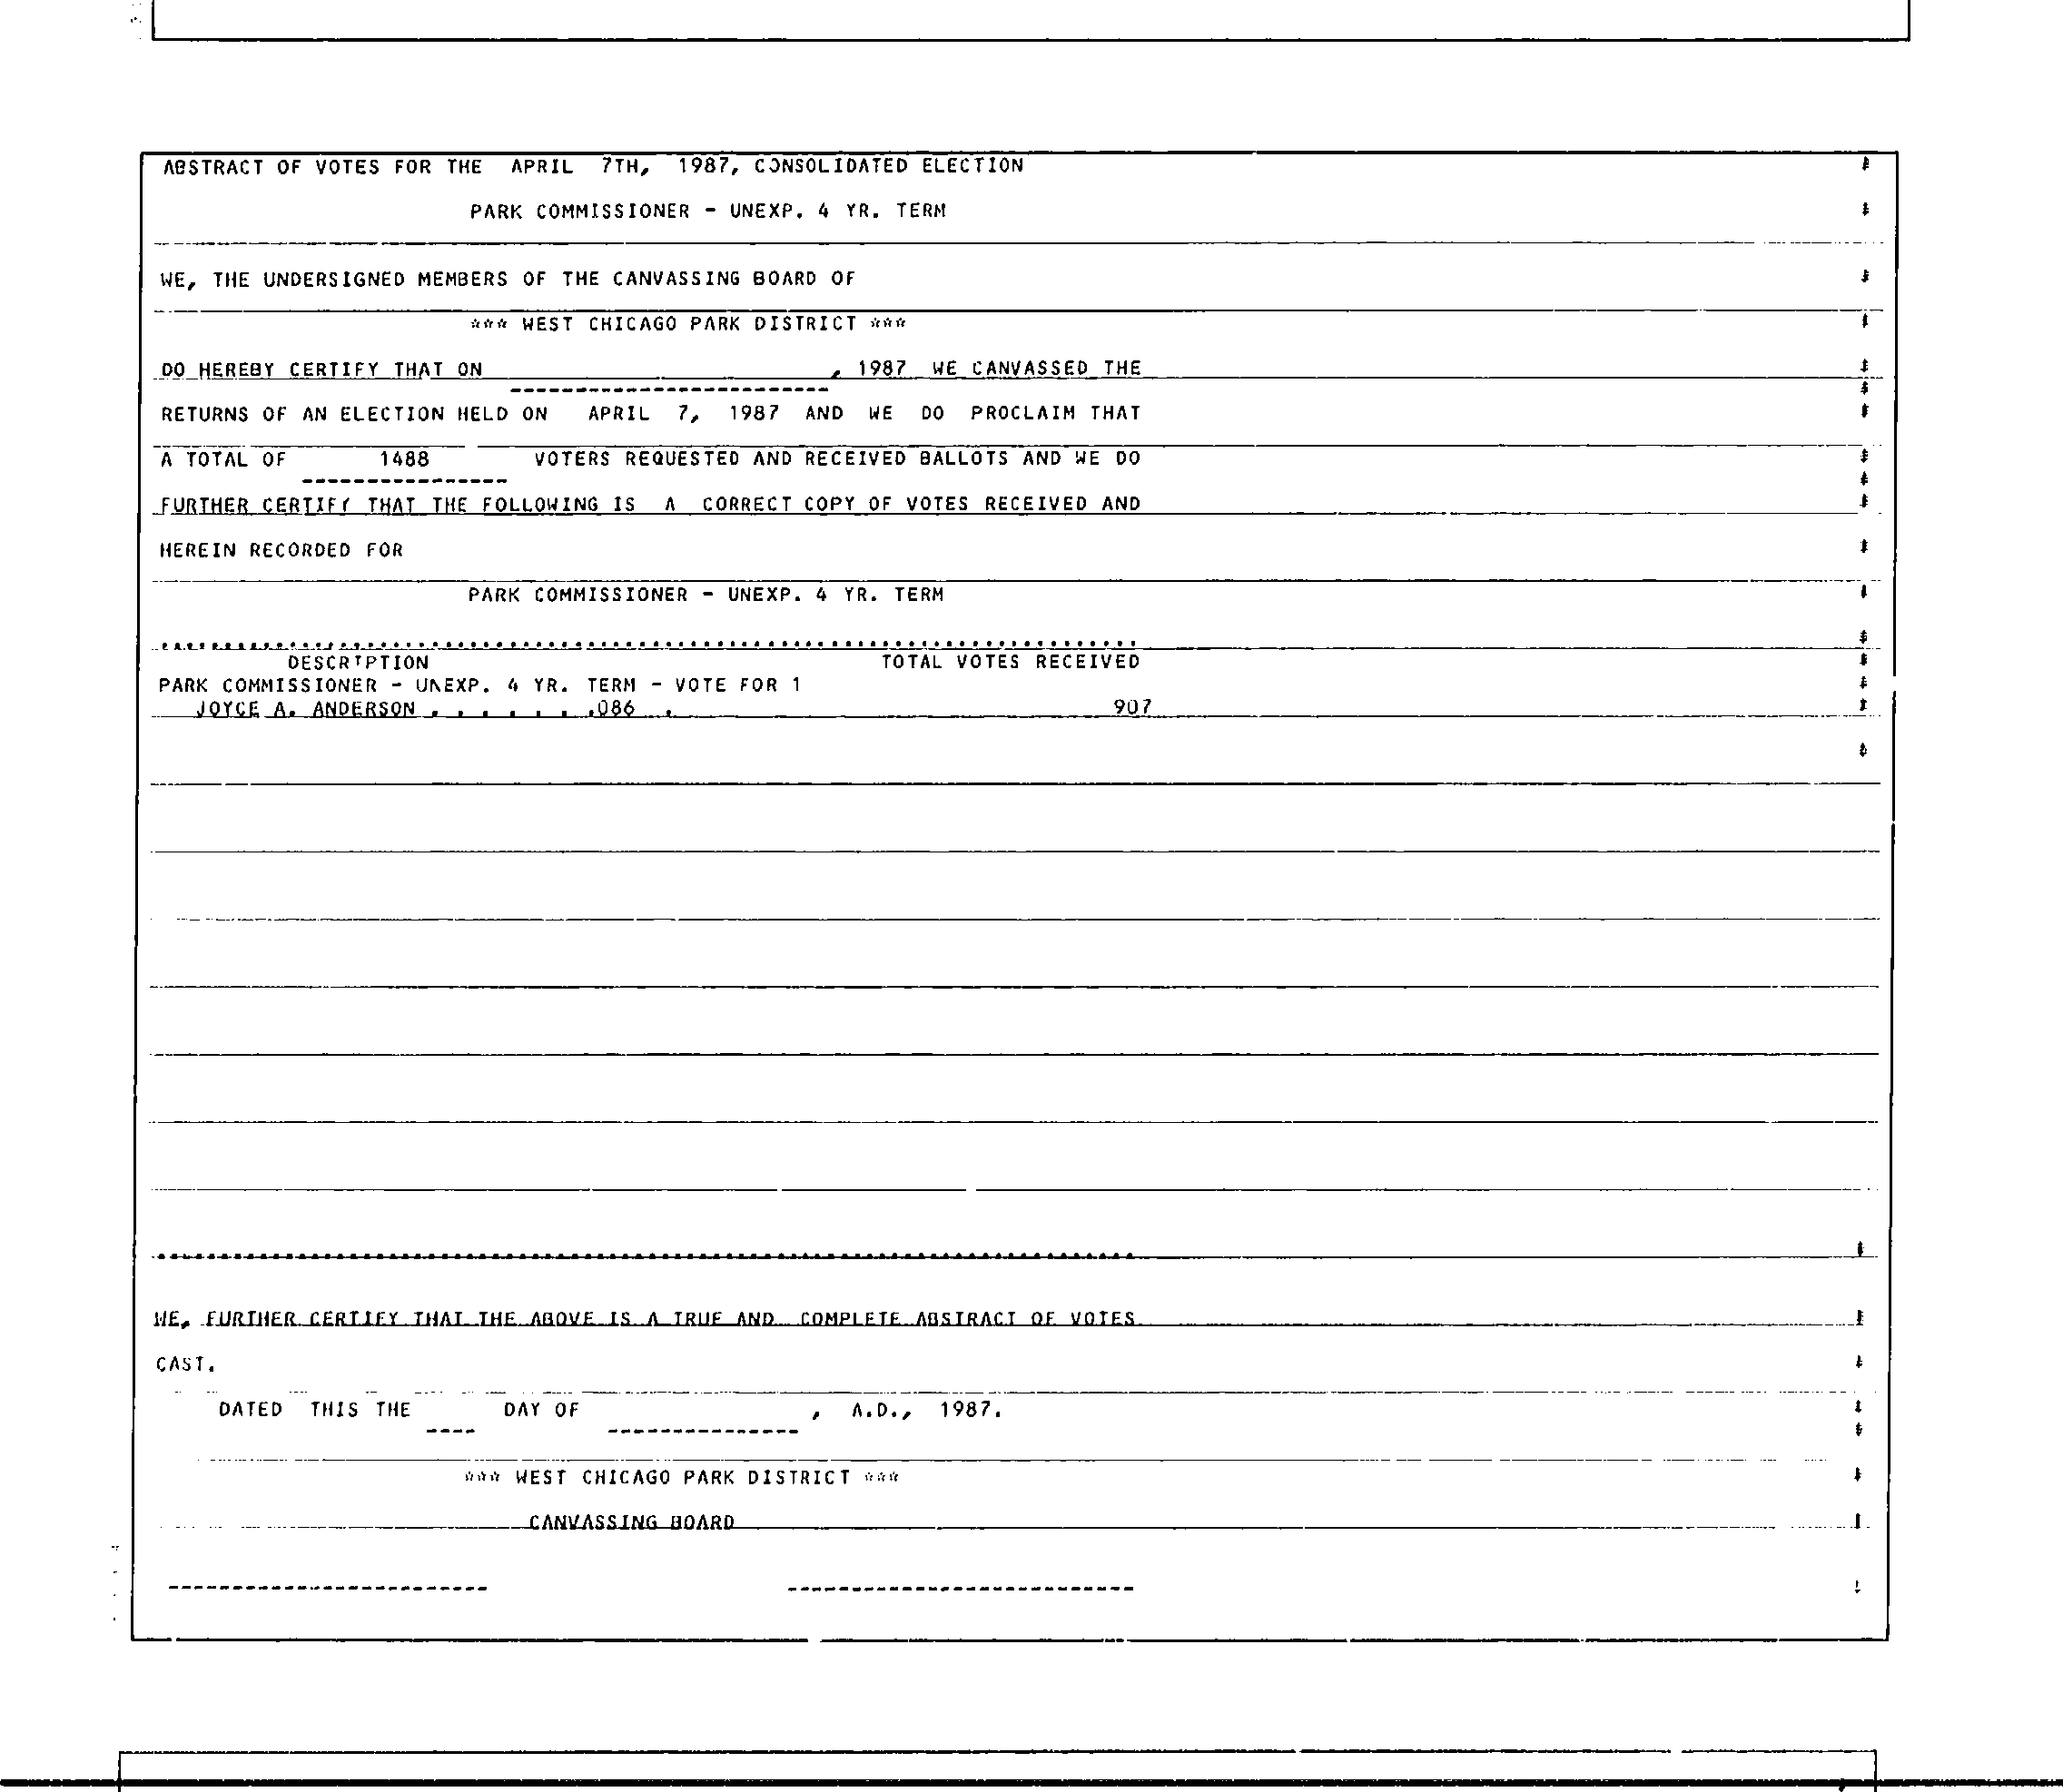 ABSTRACT OF VOTES FOR THE APRIL 7TH, 1987, CONSOLIDATED ELECTION
PARK COMMISSIONER - UNEXP. 4 YR. TERM
WE, THE UNDERSIGNED MEMBERS OF THE CANVASSING BOARD OF
*** WEST CHICAGO PARK DISTRICT ***
DO HEREBY CERTIFY THAT ON , 1987 WE CANVASSED THE
RETURNS OF AN ELECTION HELD ON APRIL 7, 1987 AND WE DO PROCLAIM THAT
A TOTAL OF 1488 VOTERS REQUESTED AND RECEIVED BALLOTS AND WE DO
FURTHER CERTIFY THAT THE FOLLOWING IS A CORRECT COPY OF VOTES RECEIVED AND
HEREIN RECORDED FOR
PARK COMMISSIONER - UNEXP. 4 YR. TERM
DESCRIPTION TOTAL VOTES RECEIVED
PARK COMMISSIONER - UNEXP. 4 YR. TERM - VOTE FOR 1
JOYCE A. ANDERSON . . . . . . .086 . 907
WE, FURTHER CERTIFY THAT THE ABOVE IS A TRUE AND COMPLETE ABSTRACT OF VOTES
CAST.
DATED THIS THE DAY OF , A.D., 1987.
*** WEST CHICAGO PARK DISTRICT ***
CANVASSING BOARD